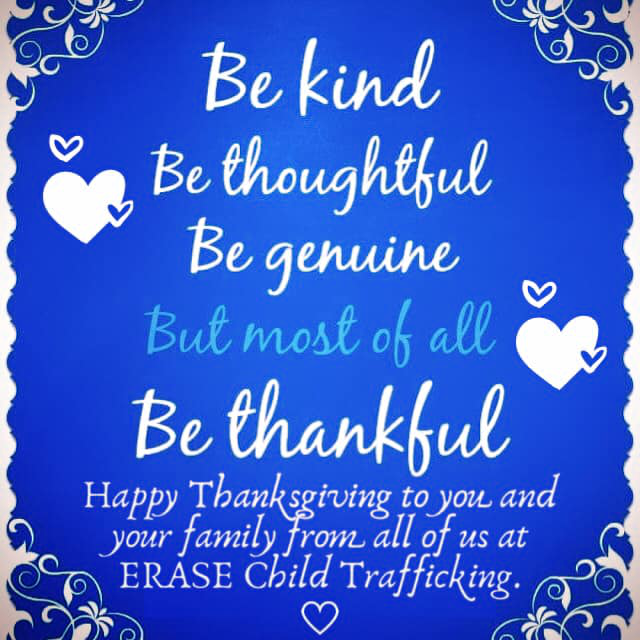 Be kind
Be thoughtful
Be genuine
But most of all
Be thankful
Happy Thanksgiving to you and
your family from all of us at
ERASE Child Trafficking.